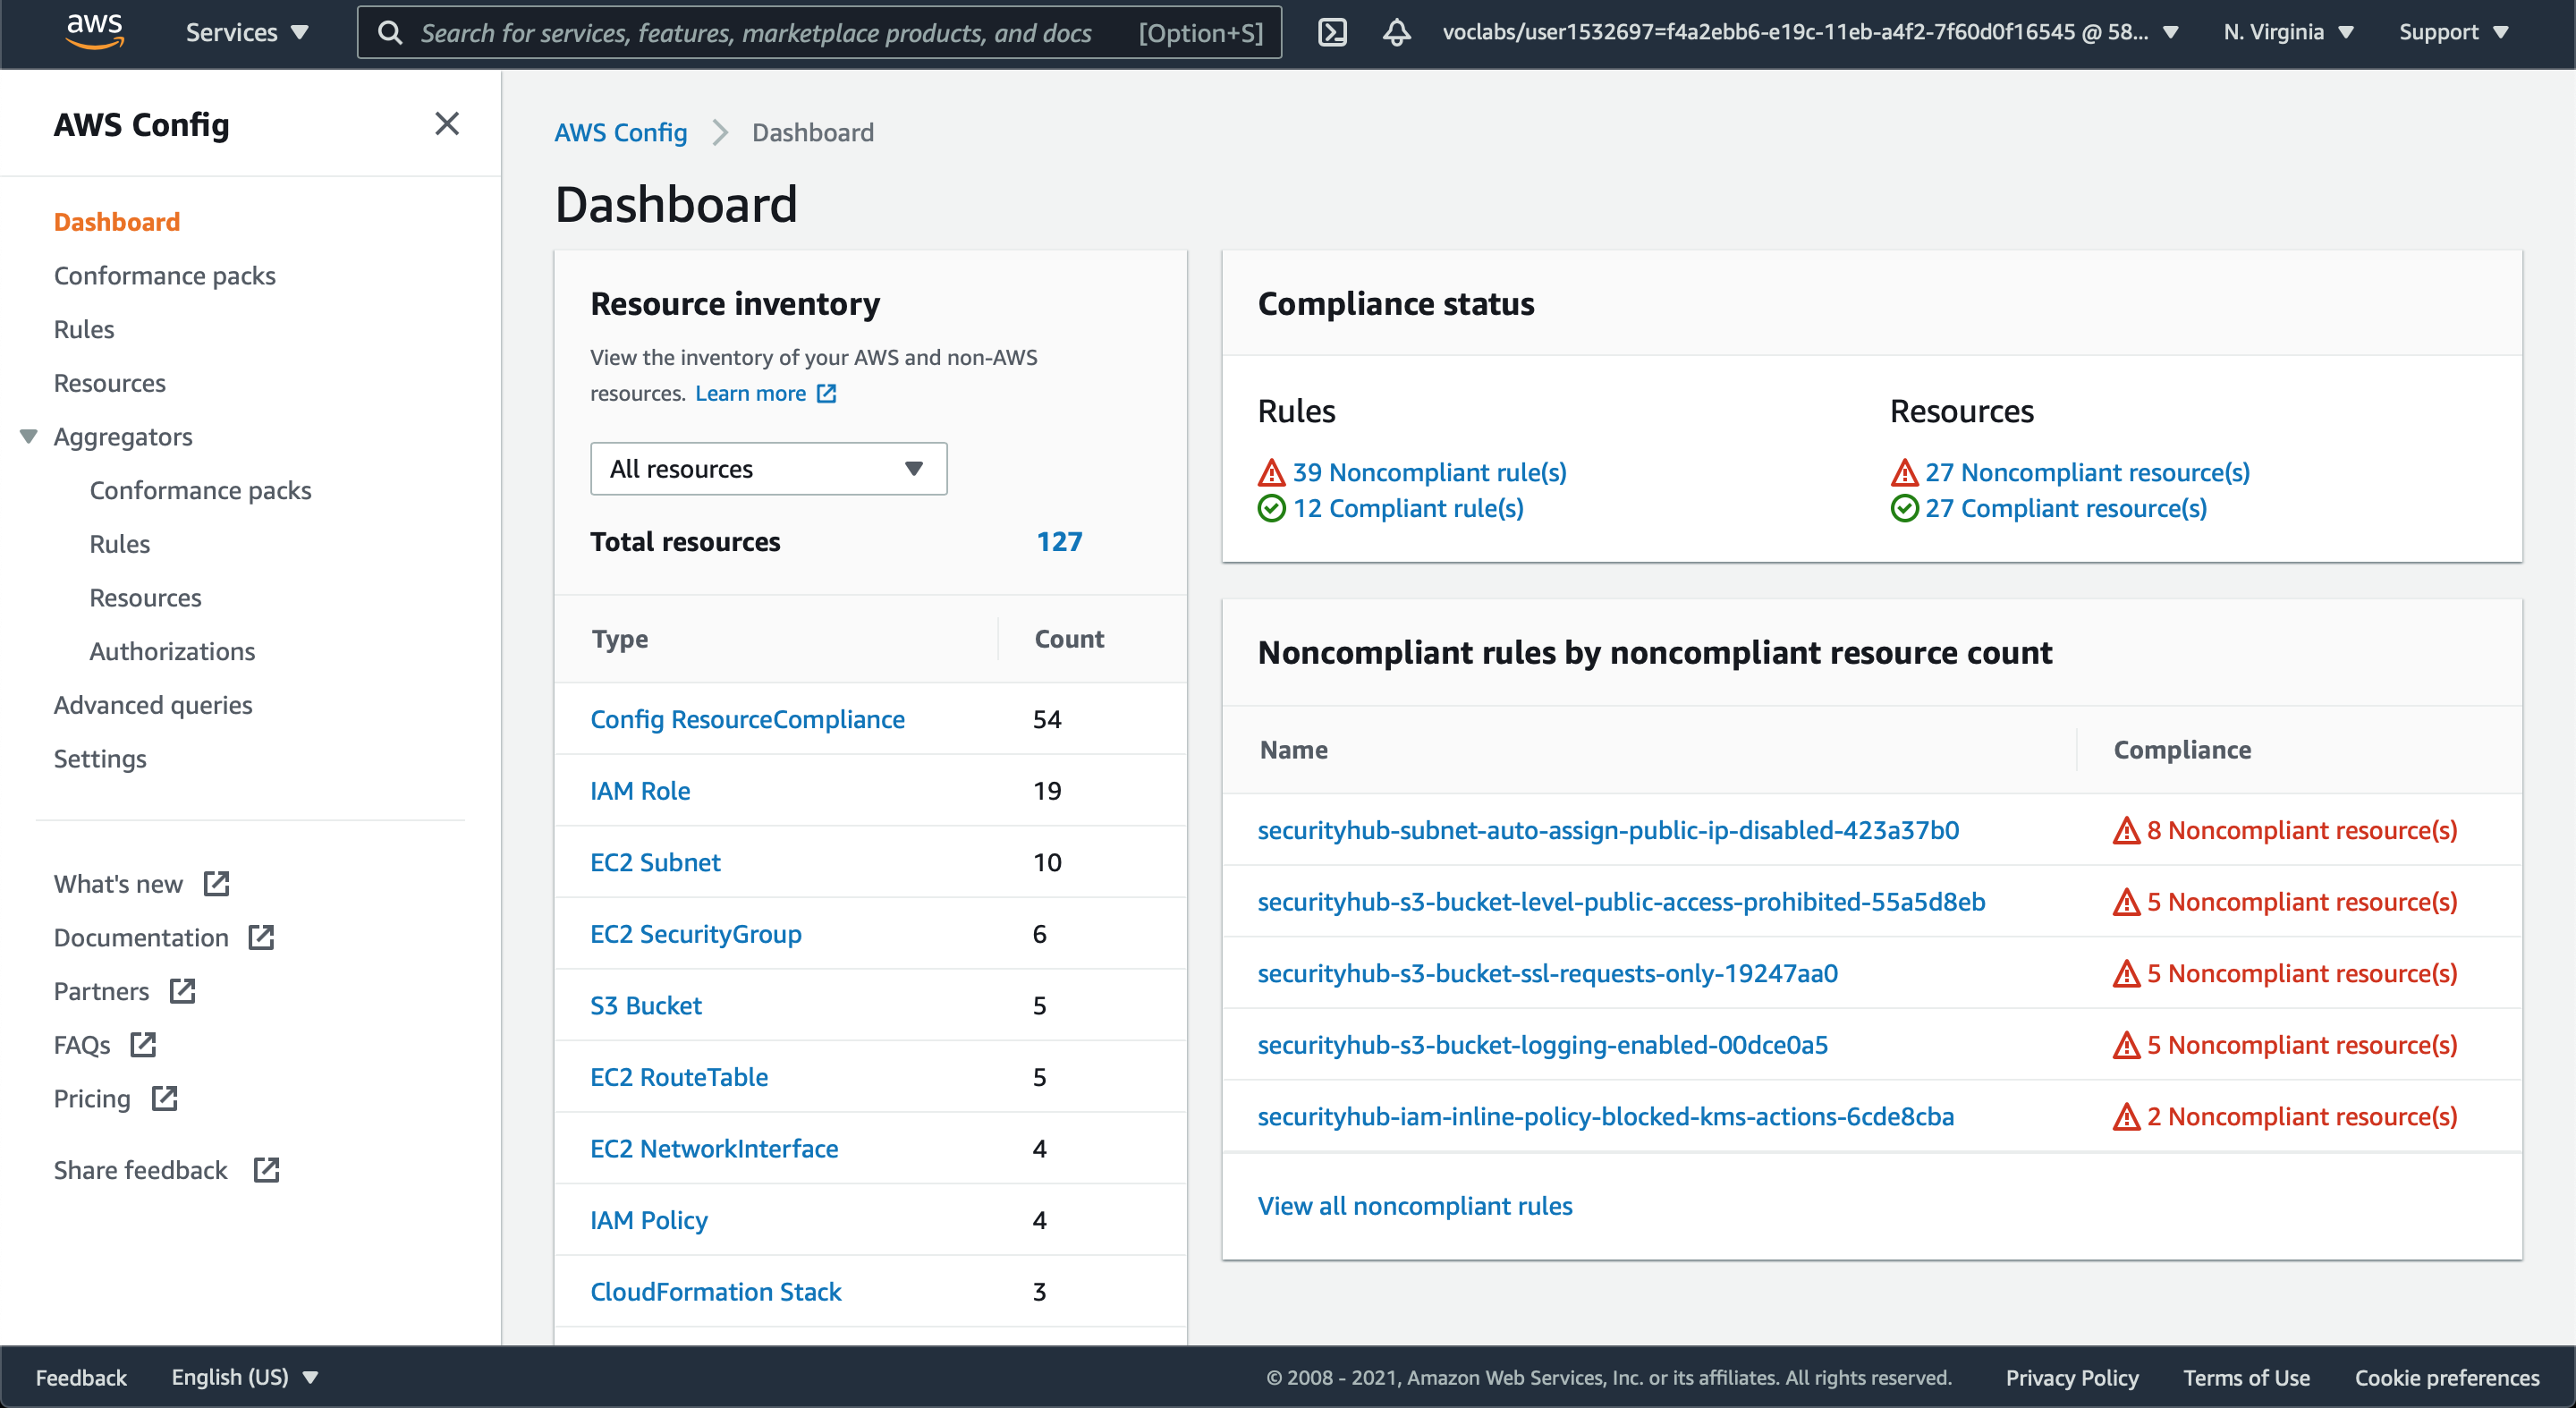 aws
Services
Search for services, features, marketplace products, and docs [Option+S]
voclabs/user1532697=f4a2ebb6-e19c-11eb-a4f2-7f60d0f16545 @ 58...
N. Virginia
Support
AWS Config
Dashboard
Conformance packs
Rules
Resources
Aggregators
Conformance packs
Rules
Resources
Authorizations
Advanced queries
Settings
What's new
Documentation
Partners
FAQs
Pricing
Share feedback
AWS Config > Dashboard
Dashboard
Resource inventory
View the inventory of your AWS and non-AWS
resources. Learn more
All resources
Total resources 127
Type Count
Config ResourceCompliance 54
IAM Role 19
EC2 Subnet 10
EC2 SecurityGroup 6
S3 Bucket 5
EC2 RouteTable 5
EC2 NetworkInterface 4
IAM Policy 4
CloudFormation Stack 3
Compliance status
Rules
39 Noncompliant rule(s)
12 Compliant rule(s)
Resources
27 Noncompliant resource(s)
27 Compliant resource(s)
Noncompliant rules by noncompliant resource count
Name Compliance
securityhub-subnet-auto-assign-public-ip-disabled-423a37b0 8 Noncompliant resource(s)
securityhub-s3-bucket-level-public-access-prohibited-55a5d8eb 5 Noncompliant resource(s)
securityhub-s3-bucket-ssl-requests-only-19247aa0 5 Noncompliant resource(s)
securityhub-s3-bucket-logging-enabled-00dce0a5 5 Noncompliant resource(s)
securityhub-iam-inline-policy-blocked-kms-actions-6cde8cba 2 Noncompliant resource(s)
View all noncompliant rules
Feedback
English (US)
© 2008 - 2021, Amazon Web Services, Inc. or its affiliates. All rights reserved.
Privacy Policy
Terms of Use
Cookie preferences